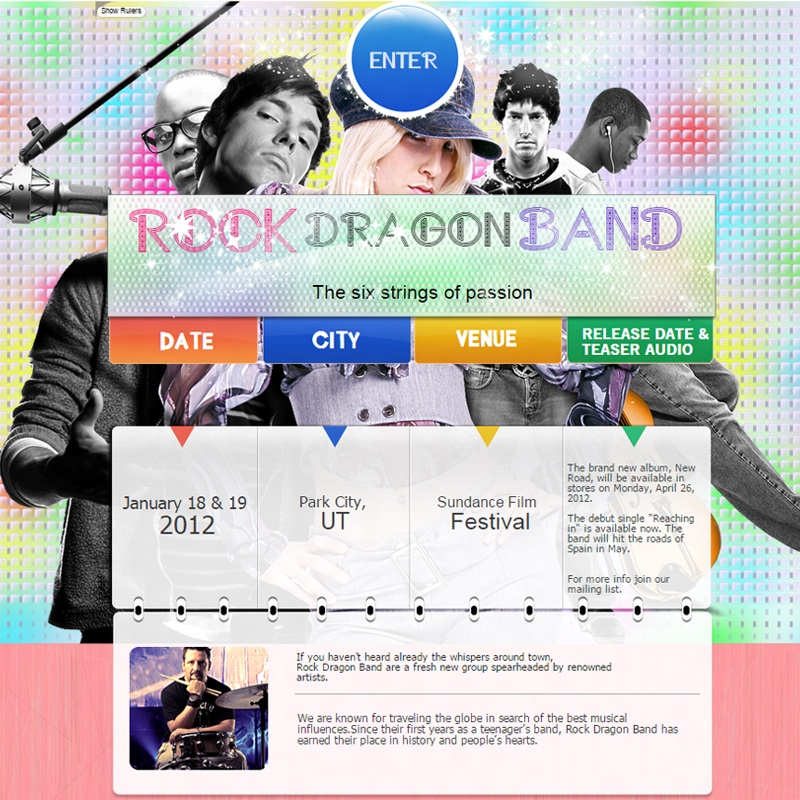 Show Rulers
ENTER
ROCK DRAGON BAND
The six strings of passion
DATE
CITY
VENUE
RELEASE DATE &
TEASER AUDIO
January 18 & 19
2012
Park City,
UT
Sundance Film
Festival
The brand new album, New
Road, will be available in
stores on Monday, April 26,
2012.
The debut single "Reaching
in" is available now. The
band will hit the roads of
Spain in May.
For more info join our
mailing list.
If you haven't heard already the whispers around town,
Rock Dragon Band are a fresh new group spearheaded by renowned
artists.
We are known for traveling the globe in search of the best musical
influences.Since their first years as a teenager's band, Rock Dragon Band has
earned their place in history and people's hearts.